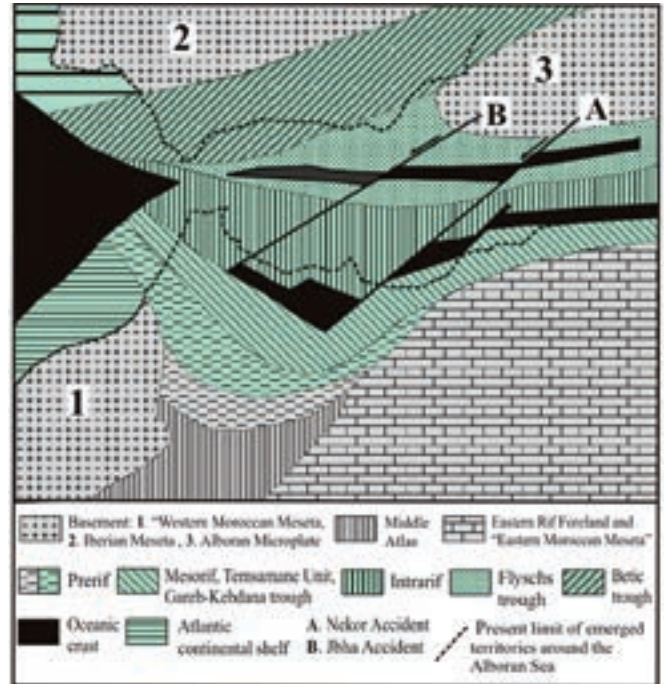 2
3
B
A
1
Basement: 1. "Western Moroccan Meseta,
2. Iberian Meseta , 3. Alboran Microplate
Middle
Atlas
Eastern Rif Foreland and
"Eastern Moroccan Meseta"
Prerif
Mesorif, Temsamane Unit,
Gareb-Kebdana trough
Intrarif
Flyschs
trough
Betic
trough
Oceanic
crust
Atlantic
continental shelf
A. Nekor Accident
B. Jbha Accident
Present limit of emerged
territories around the
Alboran Sea